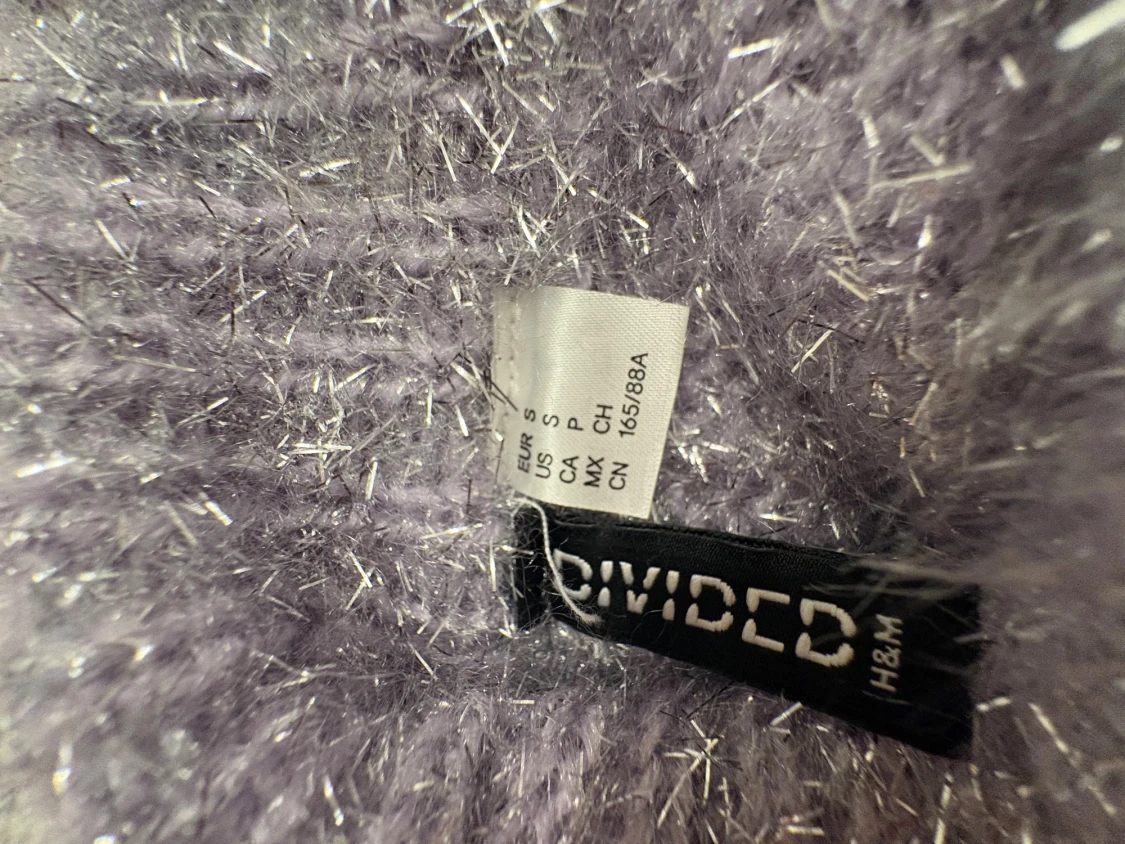 EUR S
US S
CA P
MX CH
CN 165/88A
DIVIDED
H&M